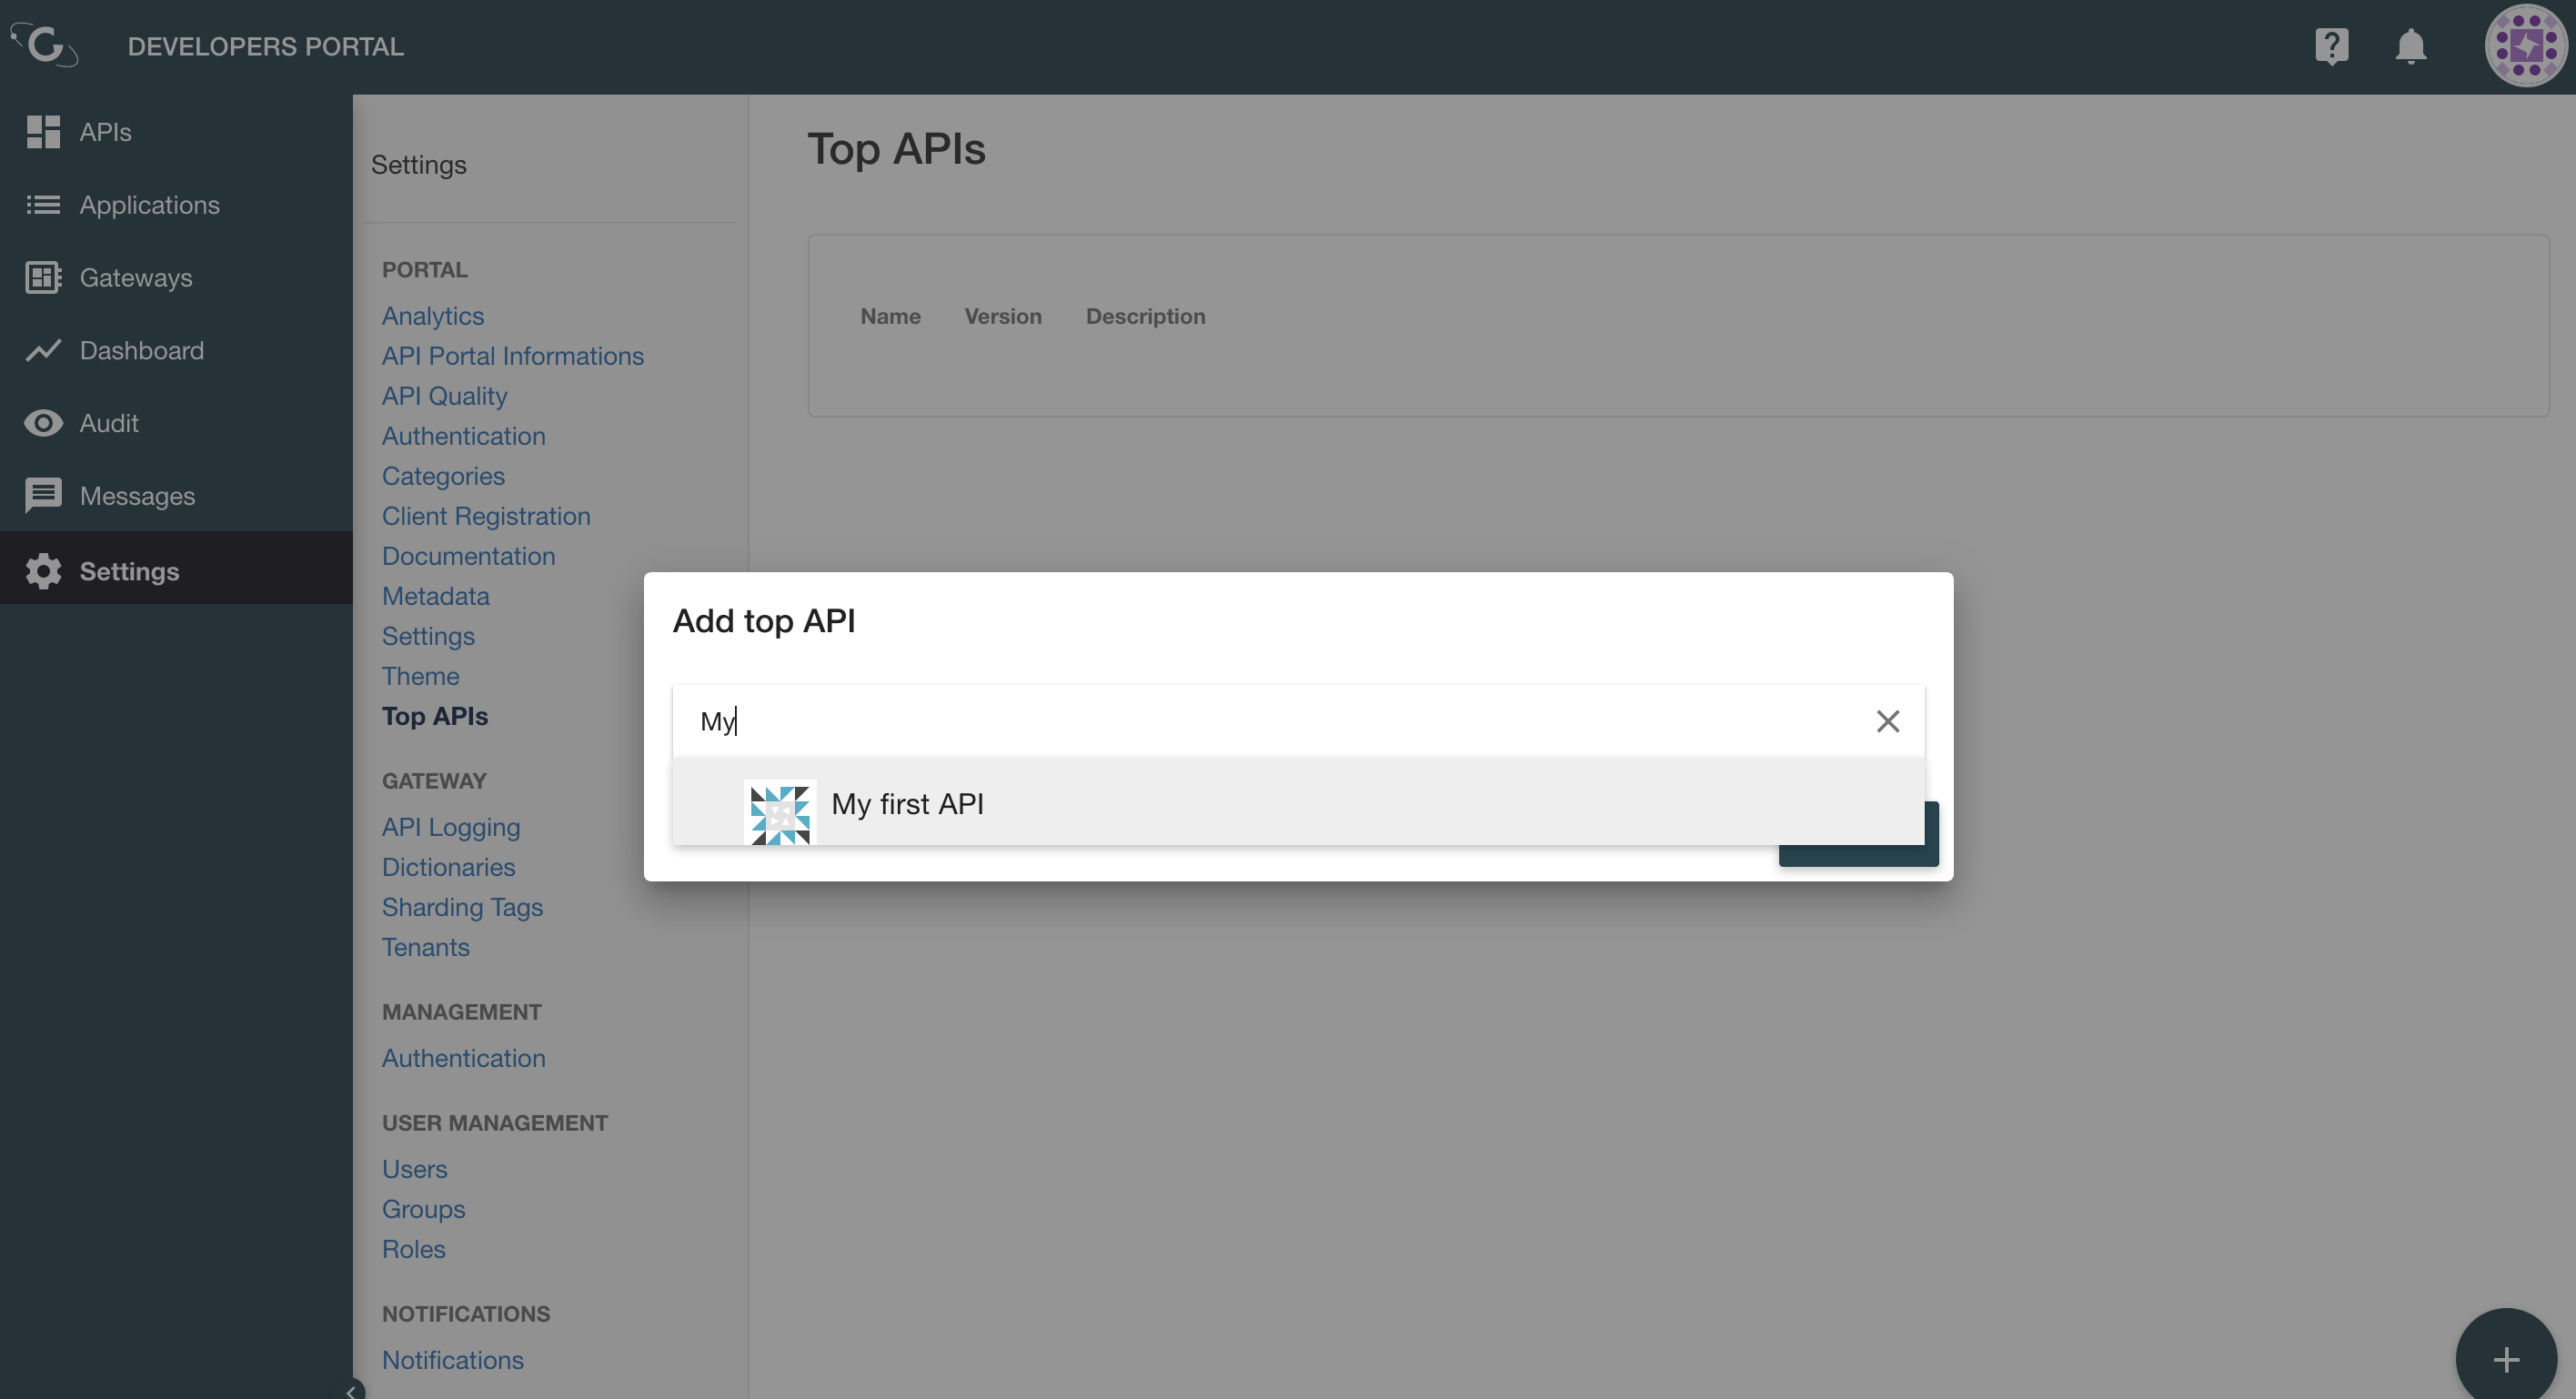 DEVELOPERS PORTAL
APIs
Applications
Gateways
Dashboard
Audit
Messages
Settings
Settings
PORTAL
Analytics
API Portal Informations
API Quality
Authentication
Categories
Client Registration
Documentation
Metadata
Settings
Theme
Top APIs
GATEWAY
API Logging
Dictionaries
Sharding Tags
Tenants
MANAGEMENT
Authentication
USER MANAGEMENT
Users
Groups
Roles
NOTIFICATIONS
Notifications
Top APIs
Name Version Description
Add top API
My
My first API